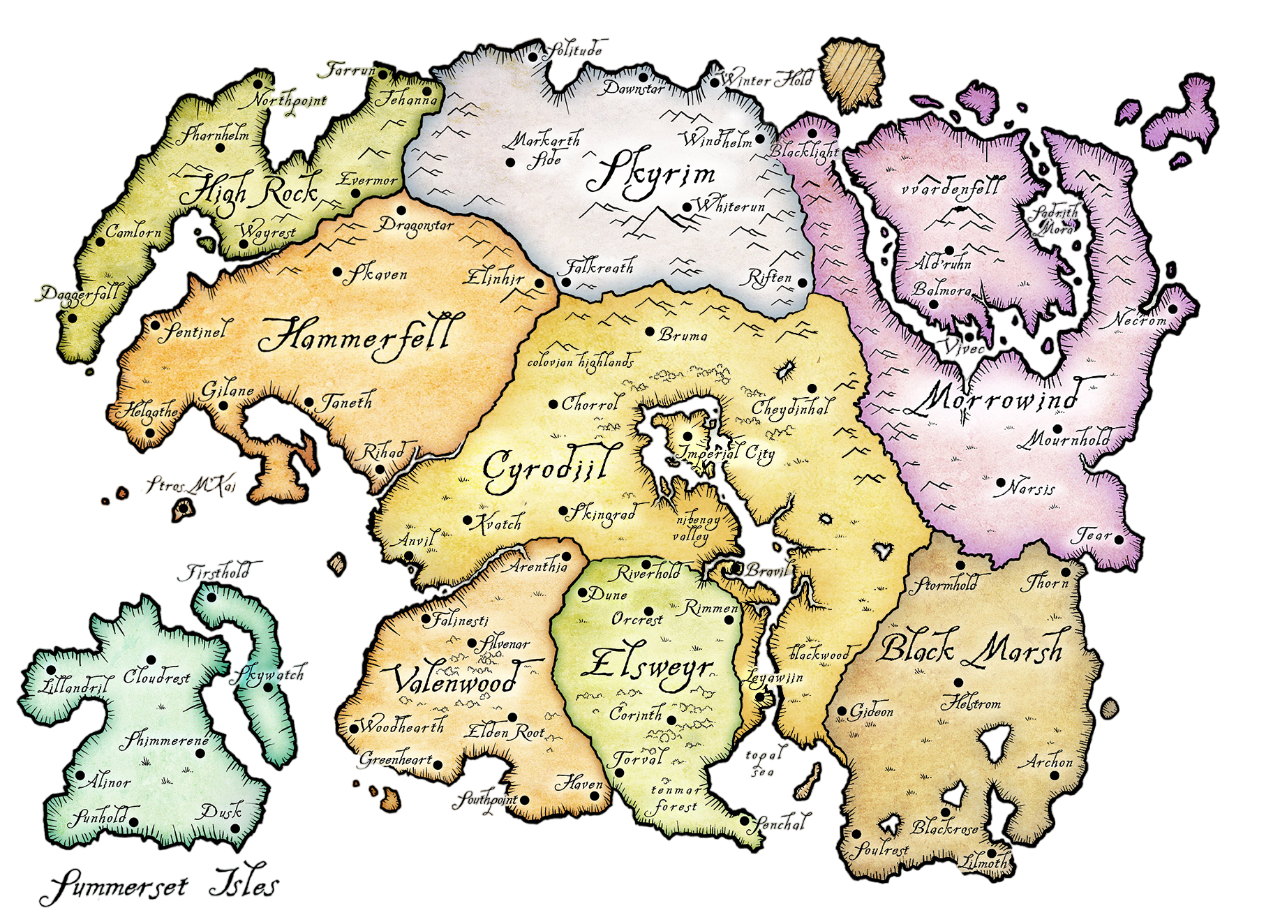 Solitude
Farrun
Northpoint
Jehanna
Dawnstar
Winter Hold
Pharnhelm
Markarth
Side
Windhelm
Blacklight
Skyrim
High Rock
Evermor
Whiterun
vvardenfell
Sadrith
Mora
Camlorn
Wayrest
Dragonstar
Daggerfall
Skaven
Elinhir
Falkreath
Riften
Ald'ruhn
Balmora
Necrom
Sentinel
Hammerfell
Bruma
colovian highlands
Vivec
Gilane
Taneth
Helgathe
Chorrol
Cheydinhal
Morrowind
Mournhold
Rihad
Cyrodiil
Imperial City
Stros M'Kai
Narsis
Kvatch
Skingrad
nibenay
valley
Anvil
Tear
Arenthia
Riverhold
Bravil
Stormhold
Thorn
Firsthold
Dune
Orcrest
Rimmen
Falinesti
Silvenar
Black Marsh
Elsweyr
blackwood
Cloudrest
Lillandril
Skywatch
Valenwood
Leyawiin
Helstrom
Gideon
Corinth
Woodhearth
Elden Root
Shimmerene
Greenheart
Torval
topal
sea
Archon
Alinor
Haven
tenmar
forest
Southpoint
Sunhold
Dusk
Senchal
Blackrose
Soulrest
Lilmoth
Summerset Isles